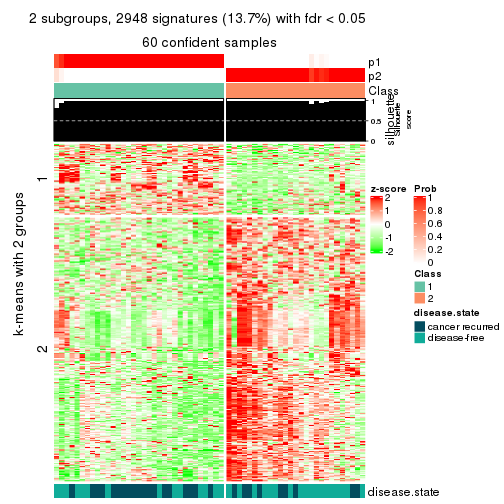 2 subgroups, 2948 signatures (13.7%) with fdr < 0.05
60 confident samples
p1
p2
Class
silhouette
Silhouette
score
1
0.5
0
k-means with 2 groups
1
2
z-score
2
1
0
-1
-2
Prob
1
0.8
0.6
0.4
0.2
0
Class
1
2
disease.state
cancer recurred
disease-free
disease.state